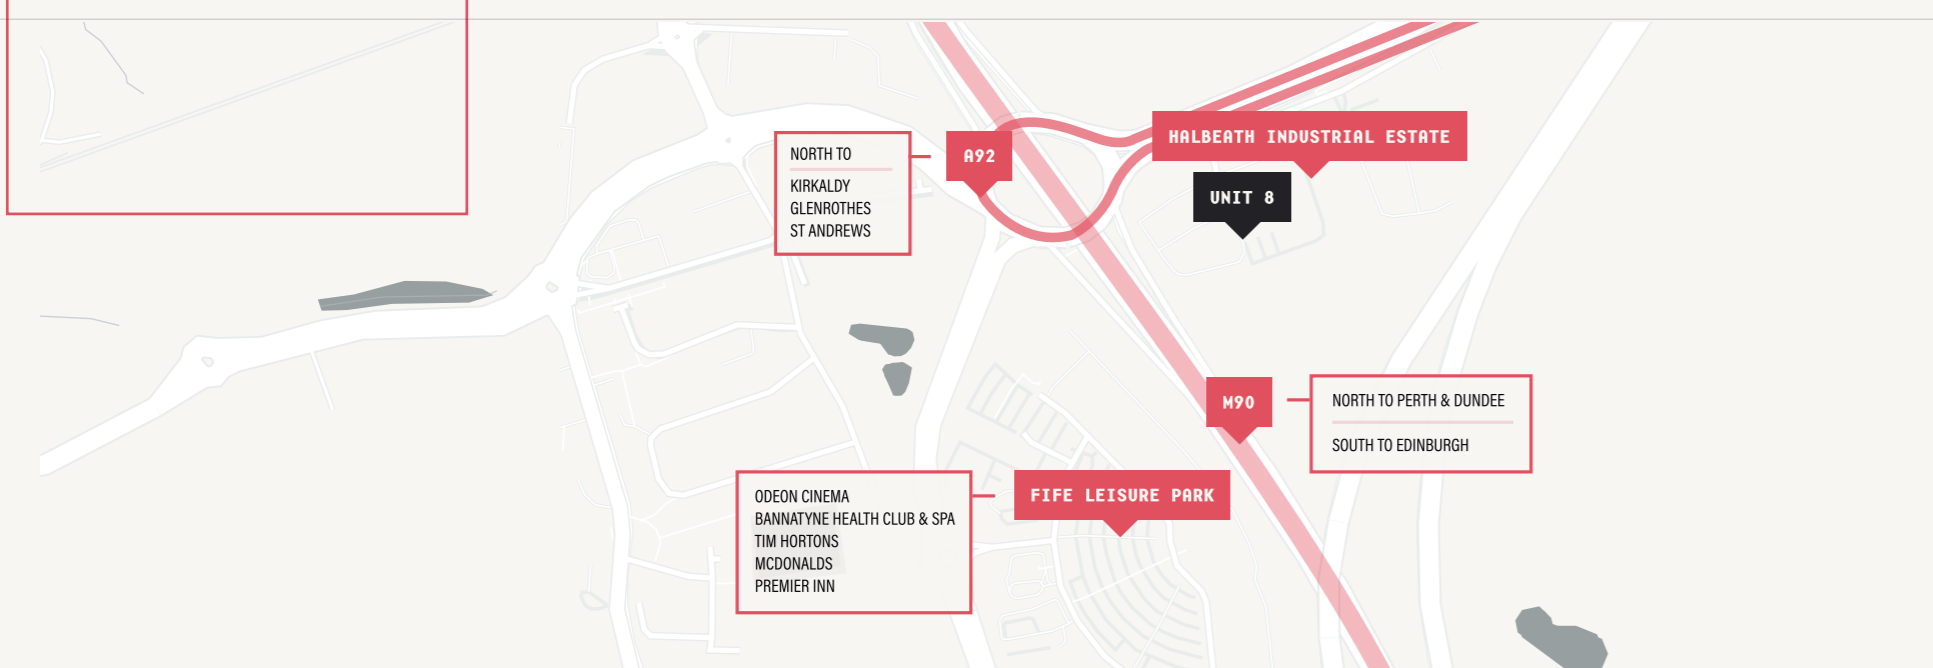 HALBEATH INDUSTRIAL ESTATE
NORTH TO
KIRKALDY
GLENROTHES
ST ANDREWS
A92
UNIT 8
M90
NORTH TO PERTH & DUNDEE
SOUTH TO EDINBURGH
ODEON CINEMA
BANNATYNE HEALTH CLUB & SPA
TIM HORTONS
MCDONALDS
PREMIER INN
FIFE LEISURE PARK